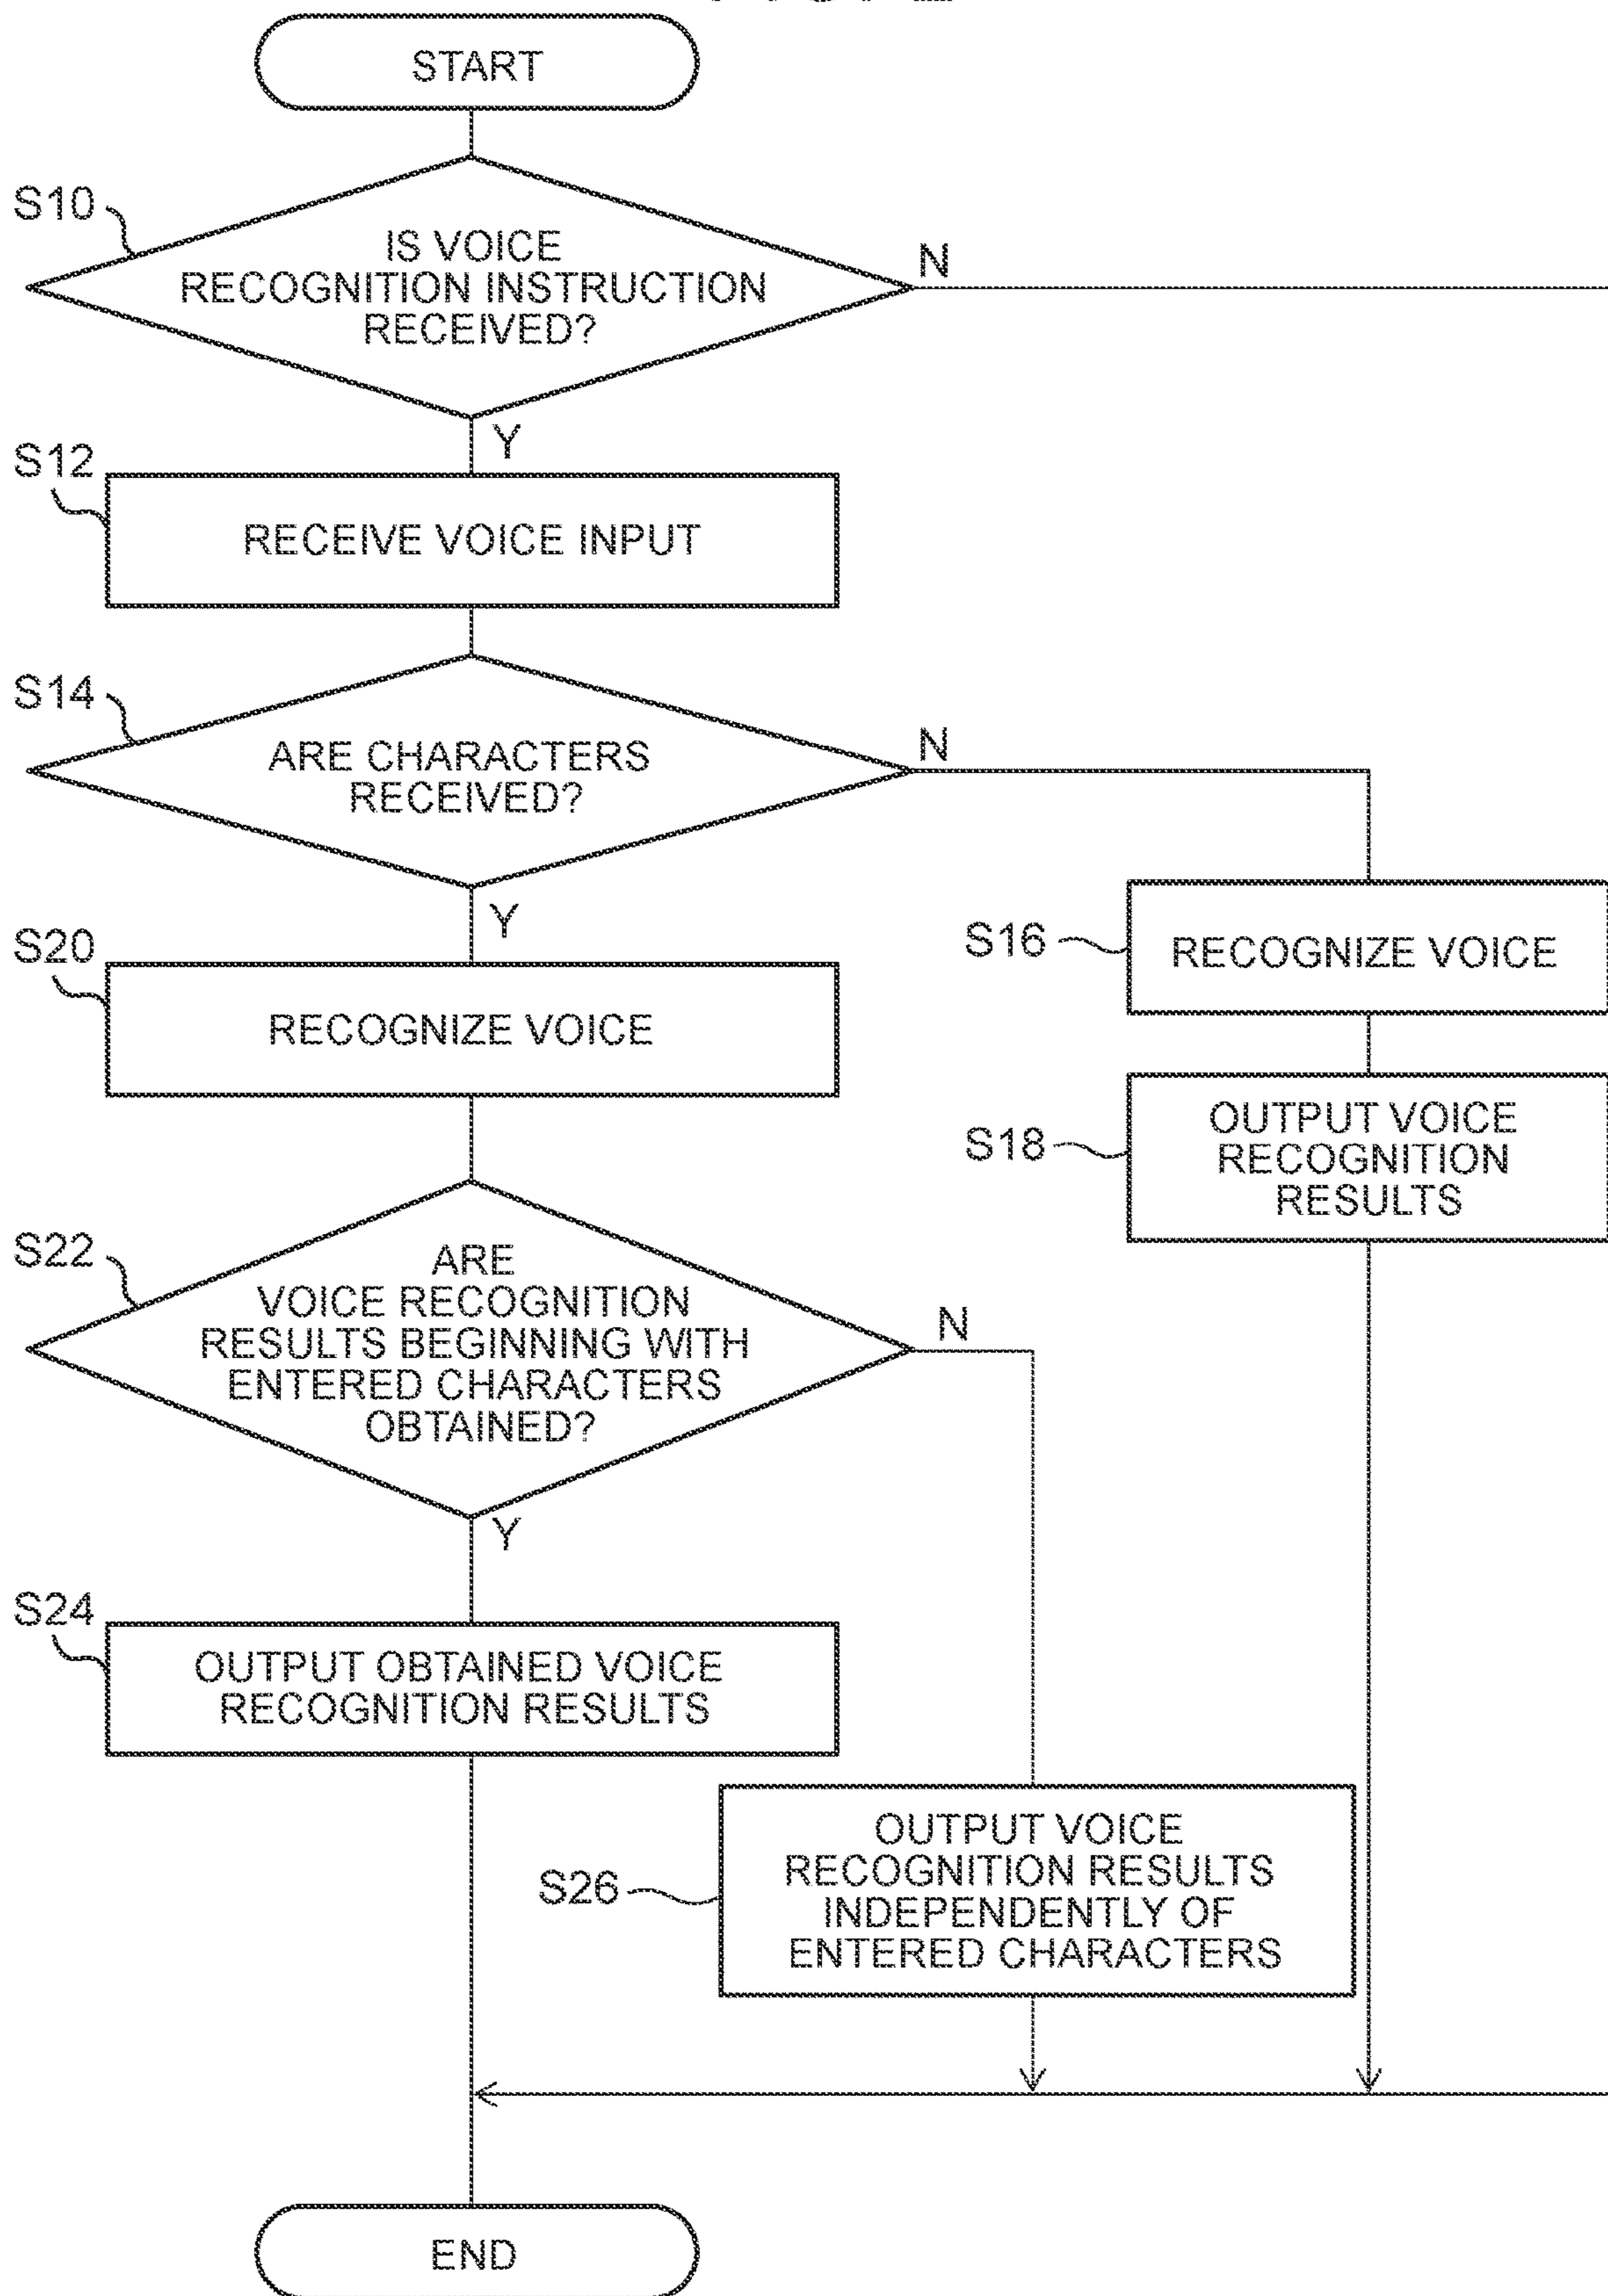 START
S10
IS VOICE
RECOGNITION INSTRUCTION
RECEIVED?
N
Y
S12
RECEIVE VOICE INPUT
S14
ARE CHARACTERS
RECEIVED?
N
Y
S16
RECOGNIZE VOICE
S20
RECOGNIZE VOICE
S18
OUTPUT VOICE
RECOGNITION
RESULTS
S22
ARE
VOICE RECOGNITION
RESULTS BEGINNING WITH
ENTERED CHARACTERS
OBTAINED?
N
Y
S24
OUTPUT OBTAINED VOICE
RECOGNITION RESULTS
S26
OUTPUT VOICE
RECOGNITION RESULTS
INDEPENDENTLY OF
ENTERED CHARACTERS
END